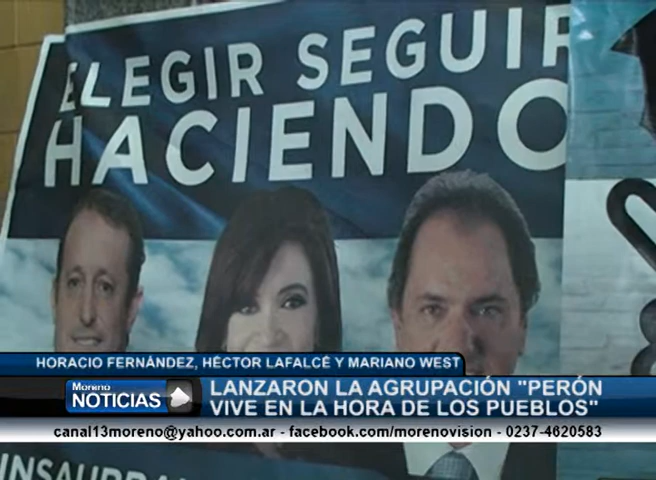 ELEGIR SEGUIR
HACIENDO
HORACIO FERNÁNDEZ, HÉCTOR LAFALCÉ Y MARIANO WEST
Moreno
NOTICIAS
LANZARON LA AGRUPACIÓN "PERÓN
VIVE EN LA HORA DE LOS PUEBLOS"
canal13moreno@yahoo.com.ar - facebook.com/morenovision - 0237-4620583